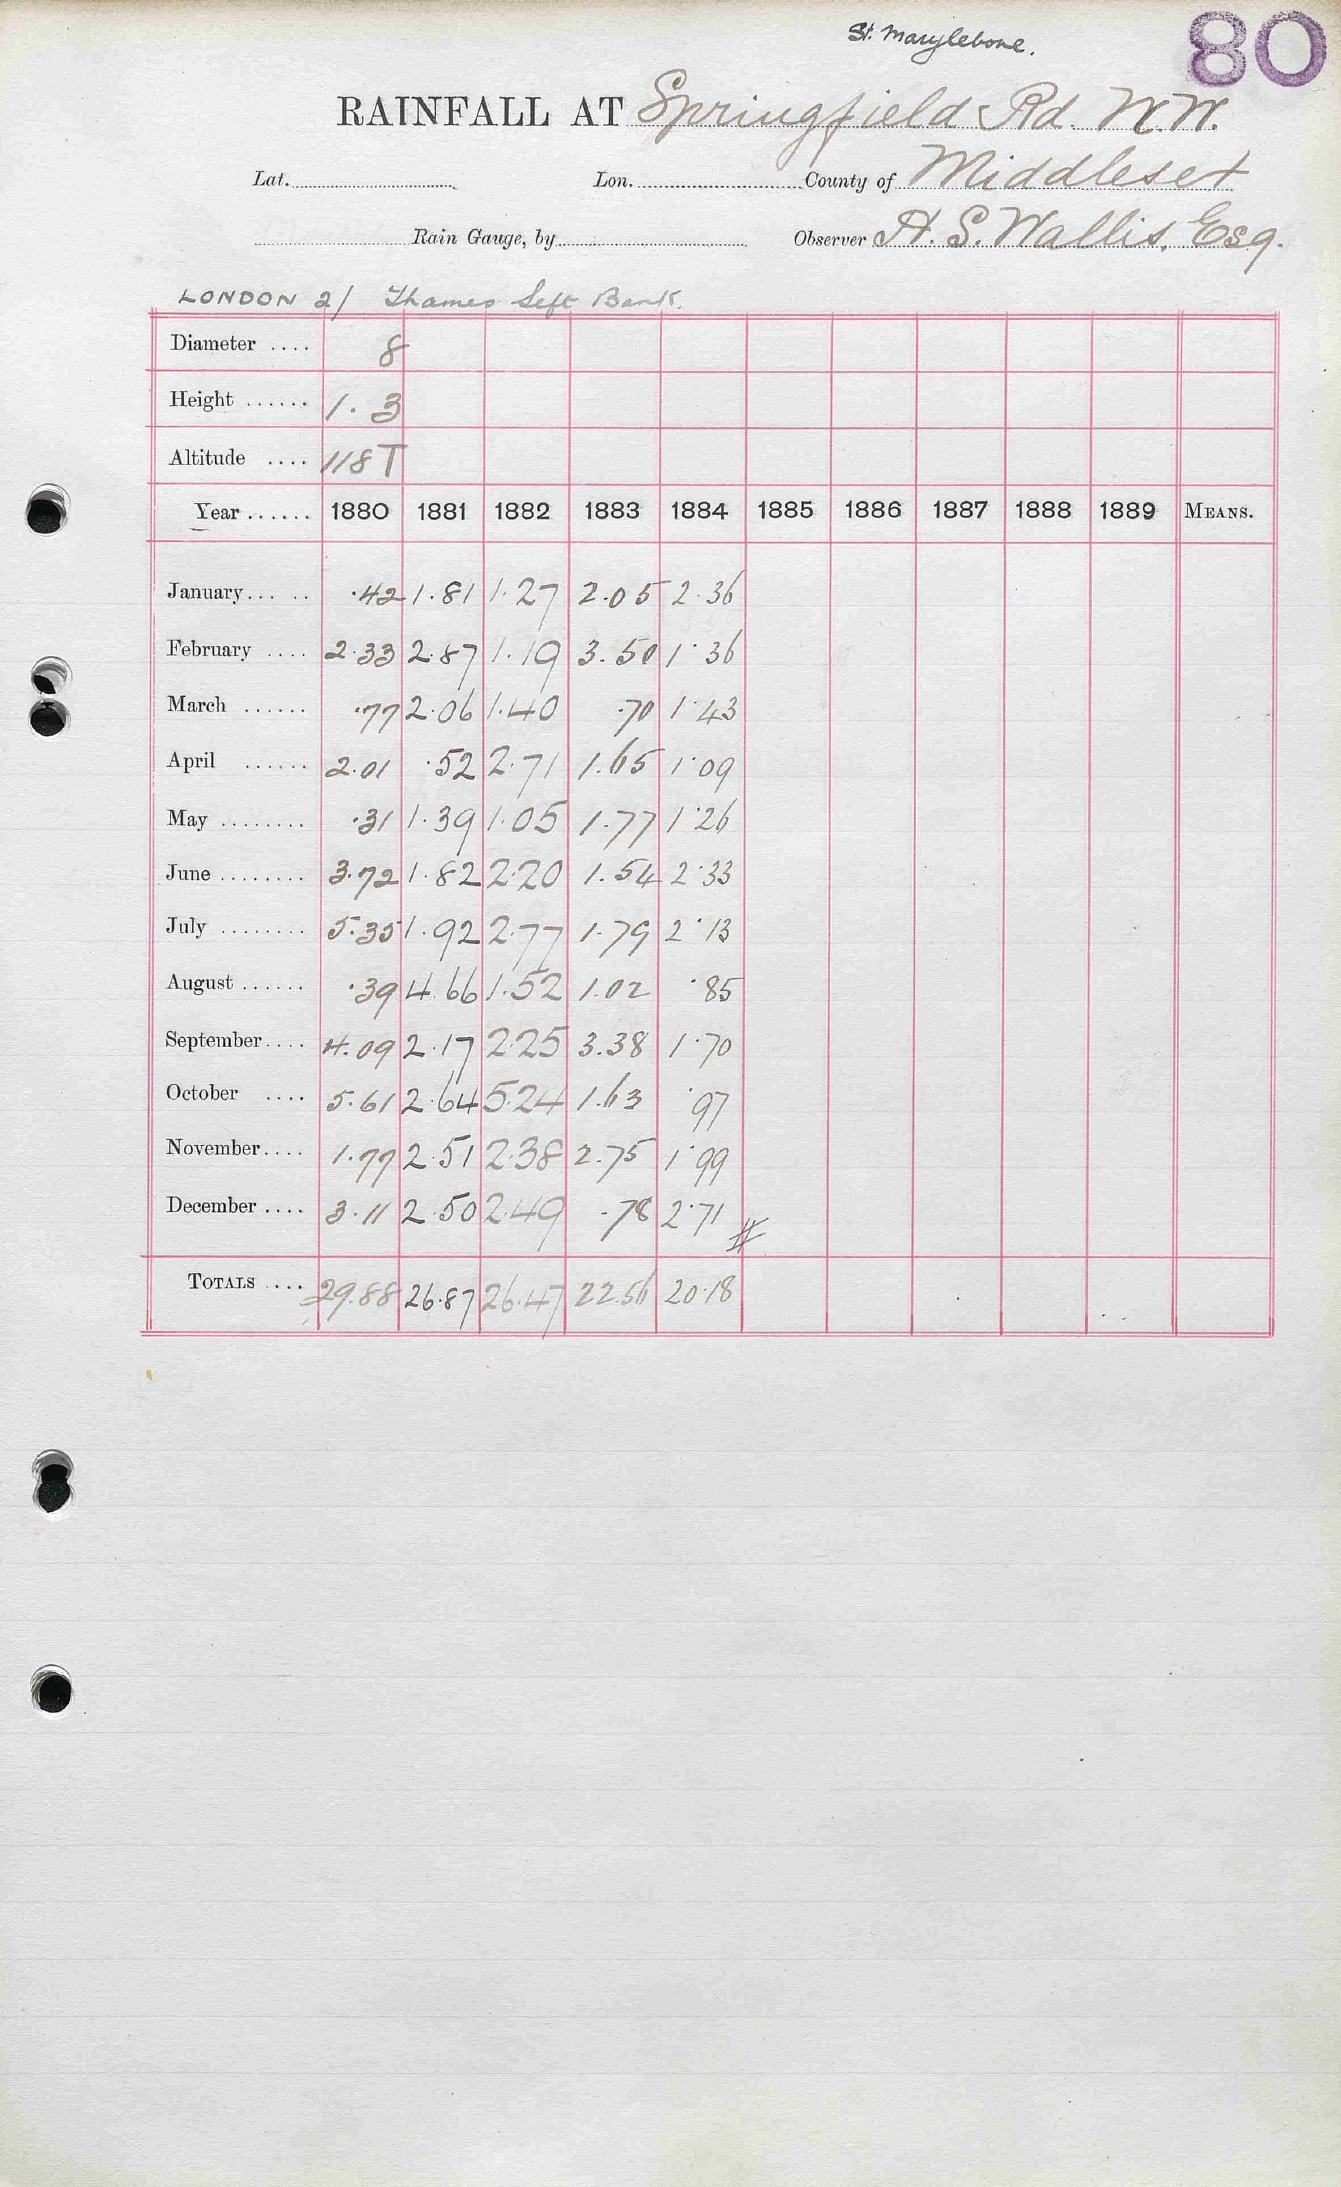 St. Marylebone.
80
RAINFALL AT Springfield Rd. N.W.
Lat. Lon. County of Middlesex
Rain Gauge, by Observer H. S. Wallis, Esq.
LONDON 2/ Thames Left Bank.
Diameter .... 8
Height ...... 1. 3
Altitude .... 118 T
Year ...... 1880 1881 1882 1883 1884 1885 1886 1887 1888 1889 MEANS.
January... .. .42 1.81 1.27 2.05 2.36
February .... 2.33 2.87 1.19 3.50 1.36
March ...... .77 2.06 1.40 .70 1.43
April ...... 2.01 .52 2.71 1.65 1.09
May ........ .31 1.39 1.05 1.77 1.26
June ........ 3.72 1.82 2.20 1.54 2.33
July ........ 5.35 1.92 2.77 1.79 2.13
August ...... .39 4.66 1.52 1.02 .85
September.... 4.09 2.17 2.25 3.38 1.70
October .... 5.61 2.64 5.24 1.63 .97
November.... 1.77 2.51 2.38 2.75 1.99
December .... 3.11 2.50 2.49 .78 2.71
TOTALS .... 29.88 26.87 26.47 22.56 20.18